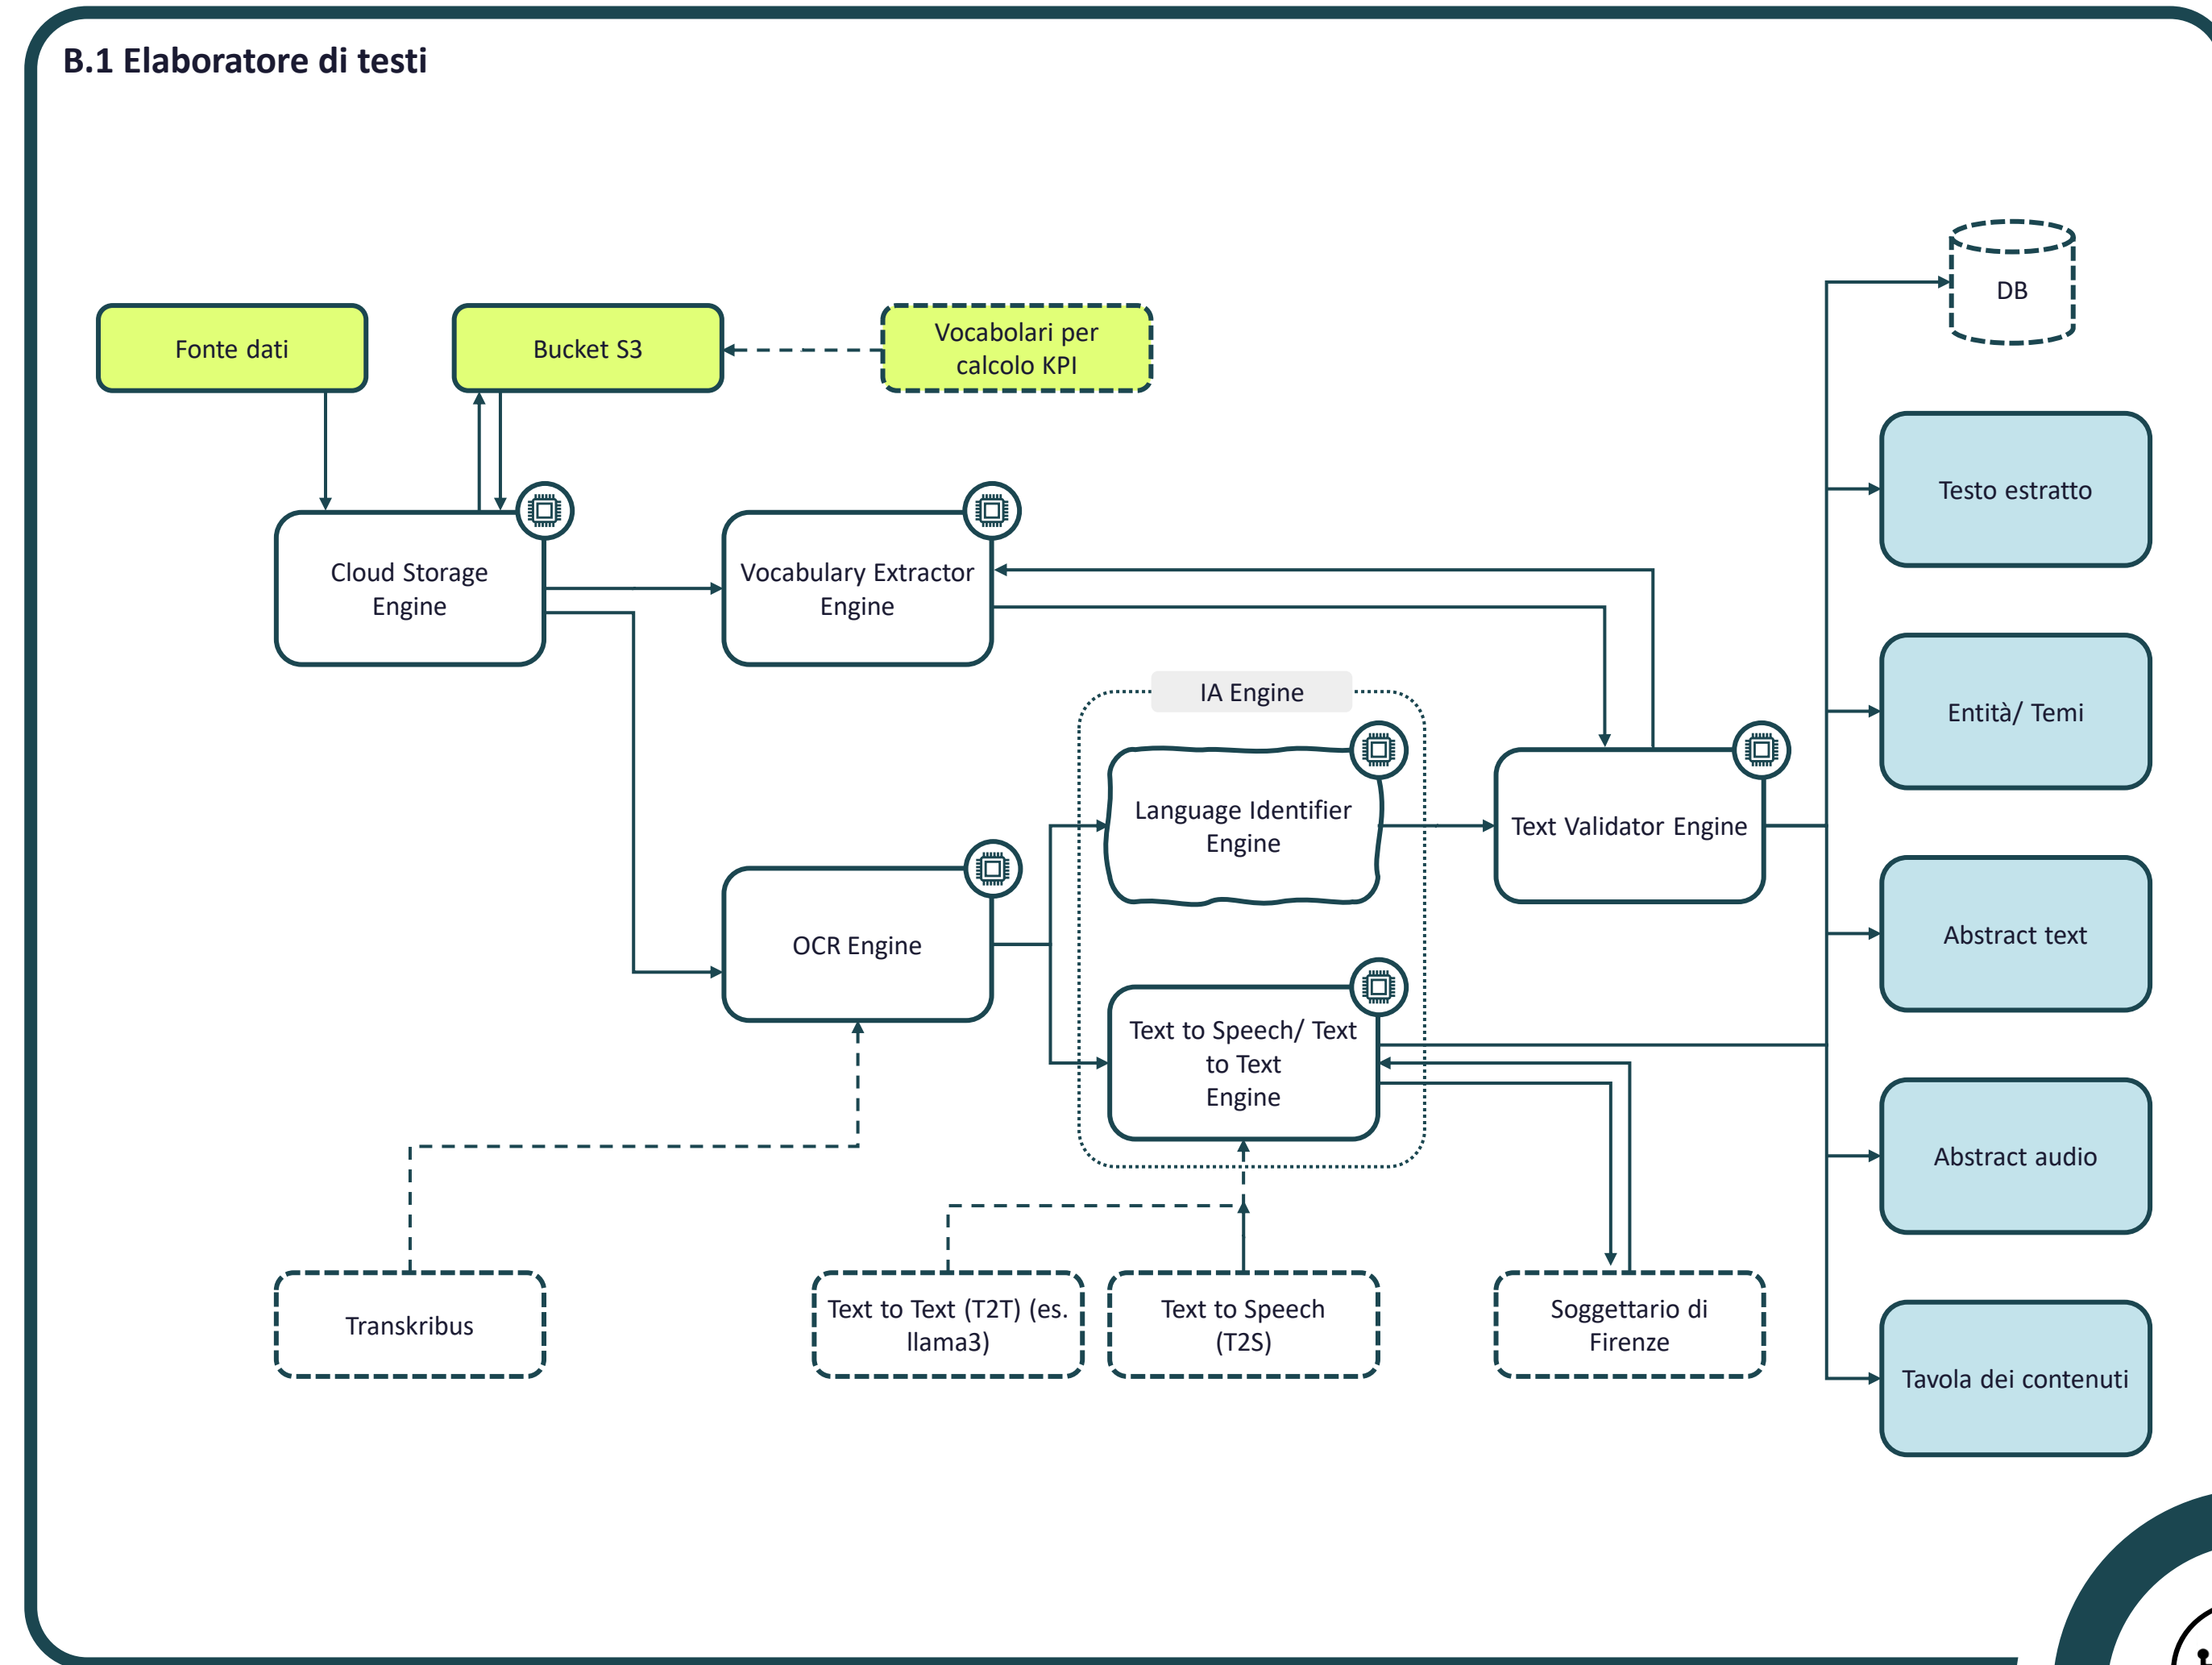 B.1 Elaboratore di testi
DB
Fonte dati
Bucket S3
Vocabolari per
calcolo KPI
Testo estratto
Cloud Storage
Engine
Vocabulary Extractor
Engine
IA Engine
Entità/ Temi
Language Identifier
Engine
Text Validator Engine
OCR Engine
Abstract text
Text to Speech/ Text
to Text
Engine
Abstract audio
Transkribus
Text to Text (T2T) (es.
llama3)
Text to Speech
(T2S)
Soggettario di
Firenze
Tavola dei contenuti